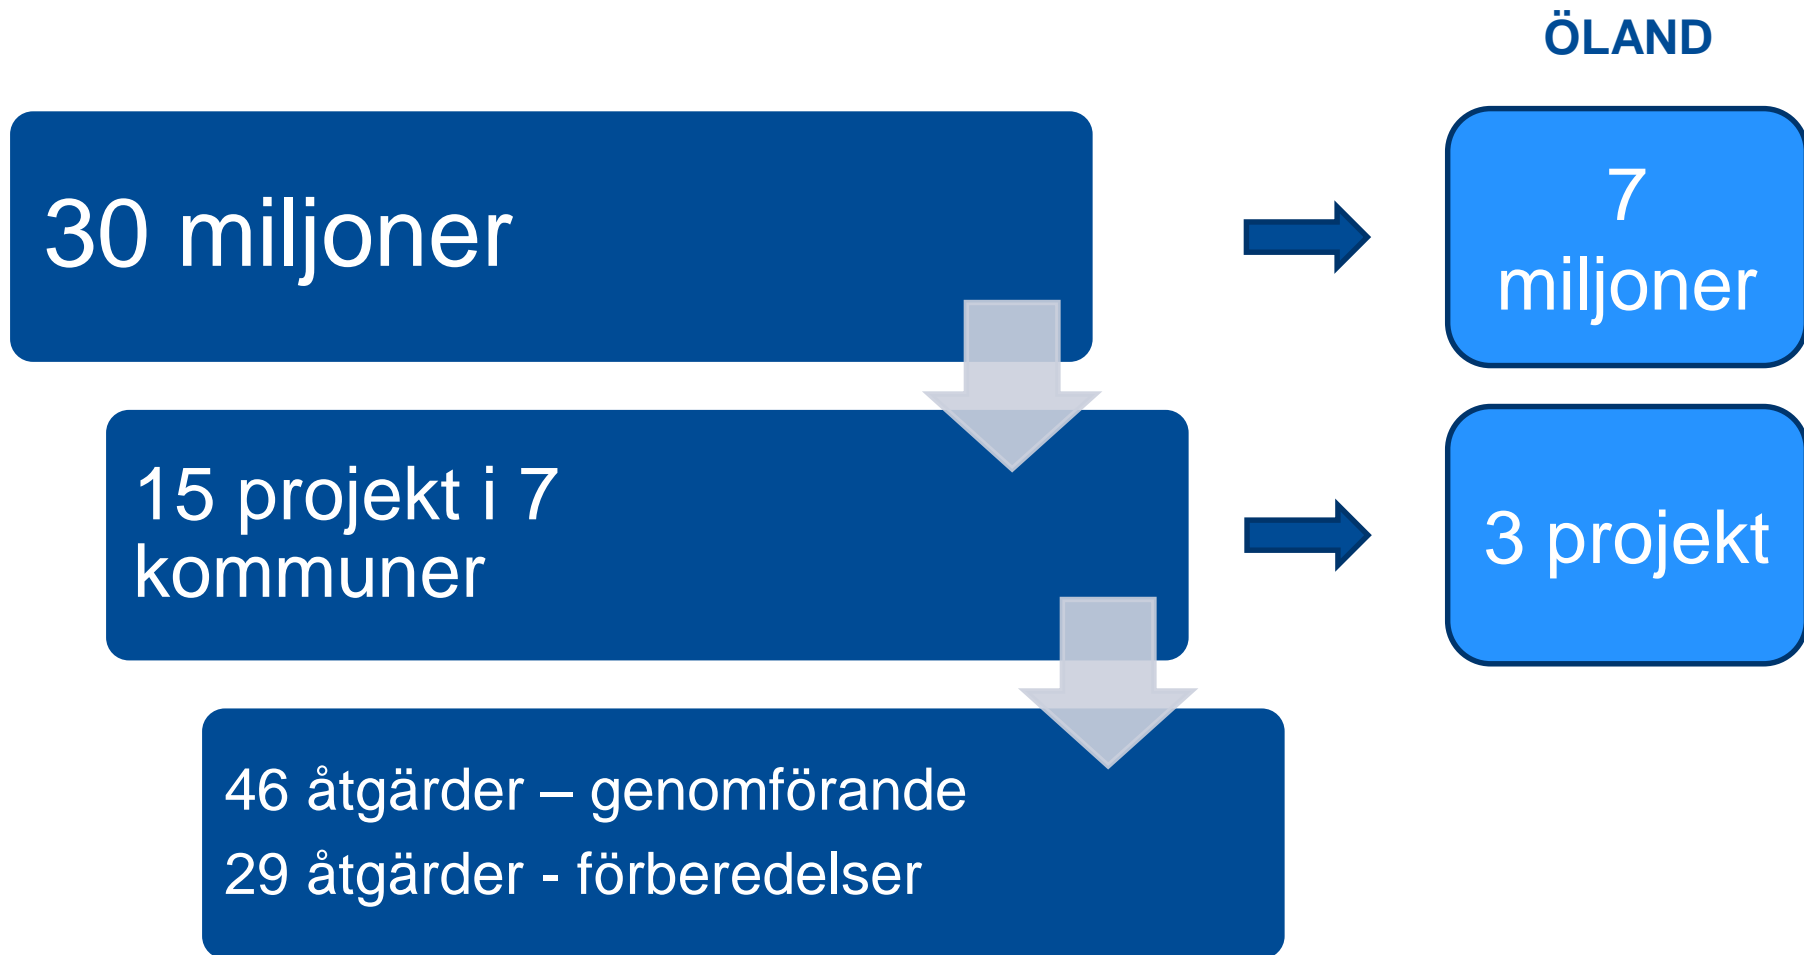 ÖLAND
30 miljoner
7
miljoner
15 projekt i 7
kommuner
3 projekt
46 åtgärder – genomförande
29 åtgärder - förberedelser